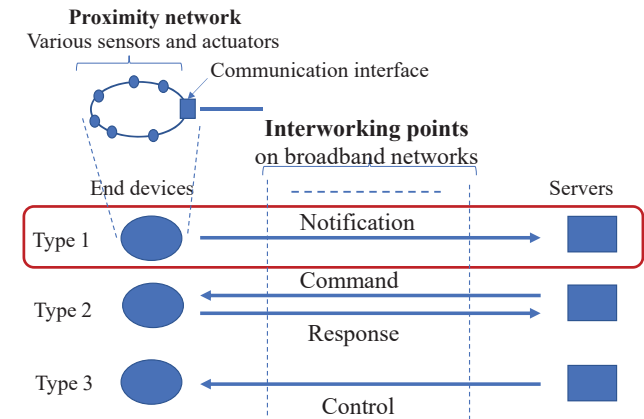 Proximity network
Various sensors and actuators
Communication interface
Interworking points
on broadband networks
End devices
Servers
Type 1
Notification
Command
Type 2
Response
Type 3
Control